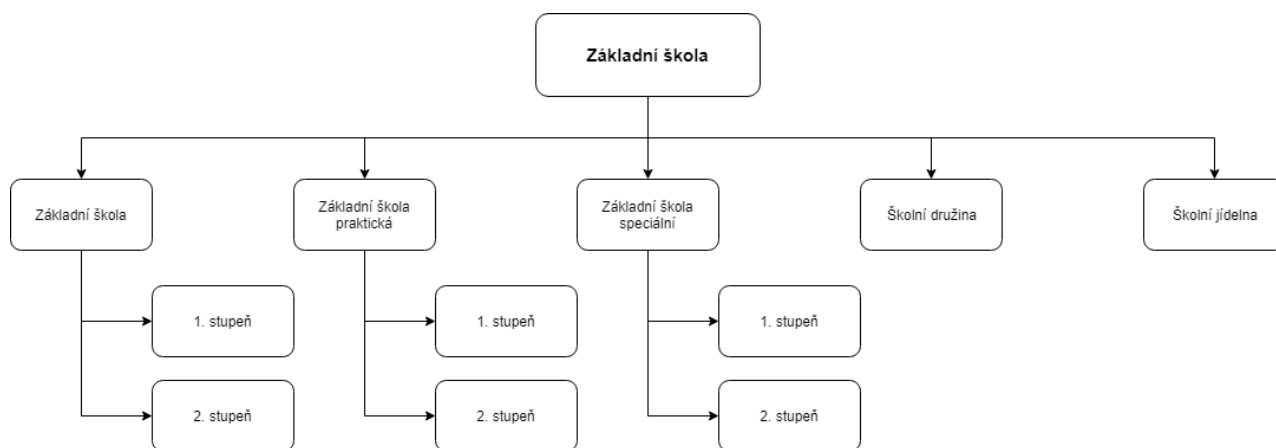 Základní škola
Základní škola
Základní škola
praktická
Základní škola
speciální
Školní družina
Školní jídelna
1. stupeň
1. stupeň
1. stupeň
2. stupeň
2. stupeň
2. stupeň